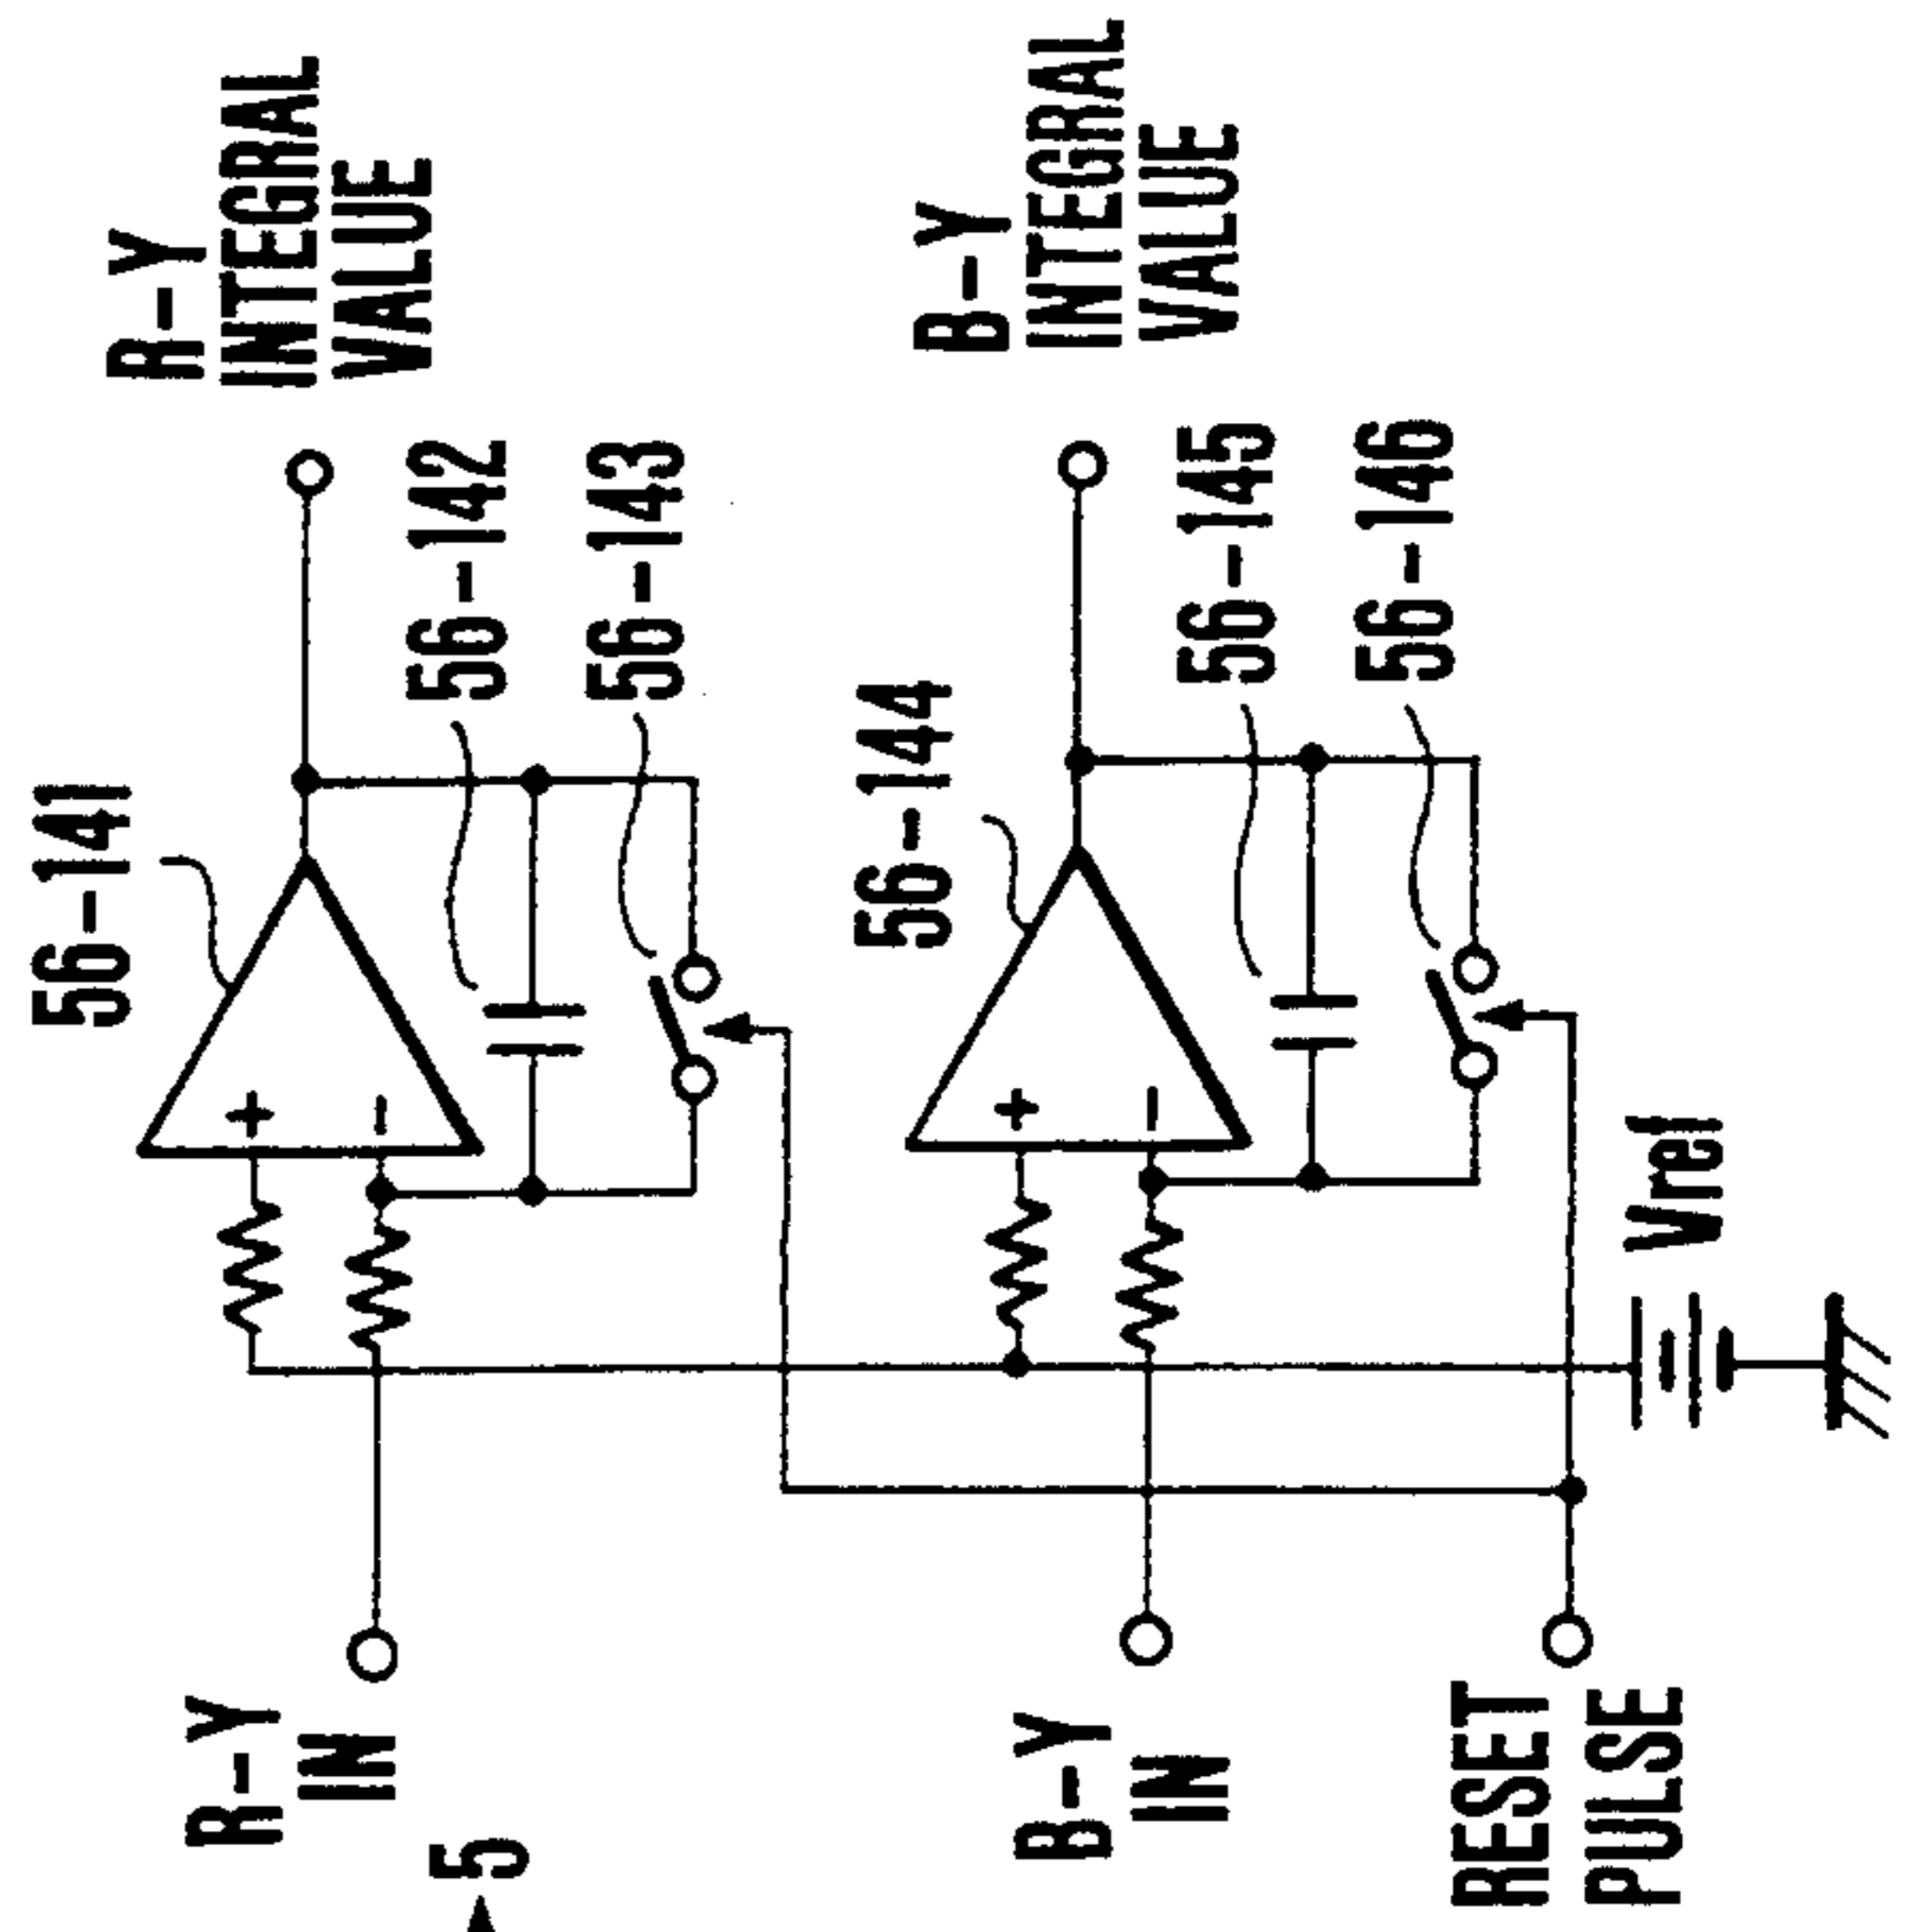 56-141
R-Y
INTEGRAL
VALUE
+
−
56-142
56-143
R-Y
IN
5
56-144
B-Y
INTEGRAL
VALUE
+
−
56-145
56-146
B-Y
IN
RESET
PULSE
Vref